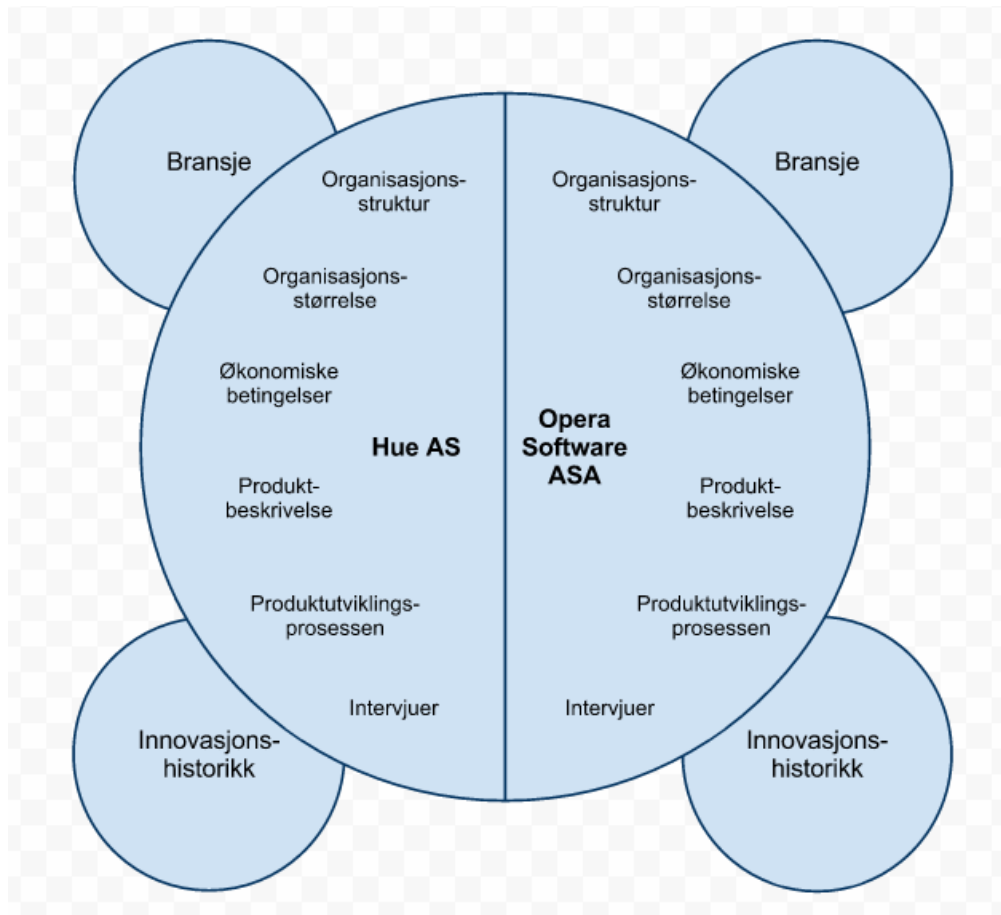 Bransje
Organisasjons-
struktur
Organisasjons-
størrelse
Økonomiske
betingelser
Hue AS
Produkt-
beskrivelse
Produktutviklings-
prosessen
Intervjuer
Innovasjons-
historikk
Bransje
Organisasjons-
struktur
Organisasjons-
størrelse
Økonomiske
betingelser
Opera
Software
ASA
Produkt-
beskrivelse
Produktutviklings-
prosessen
Intervjuer
Innovasjons-
historikk